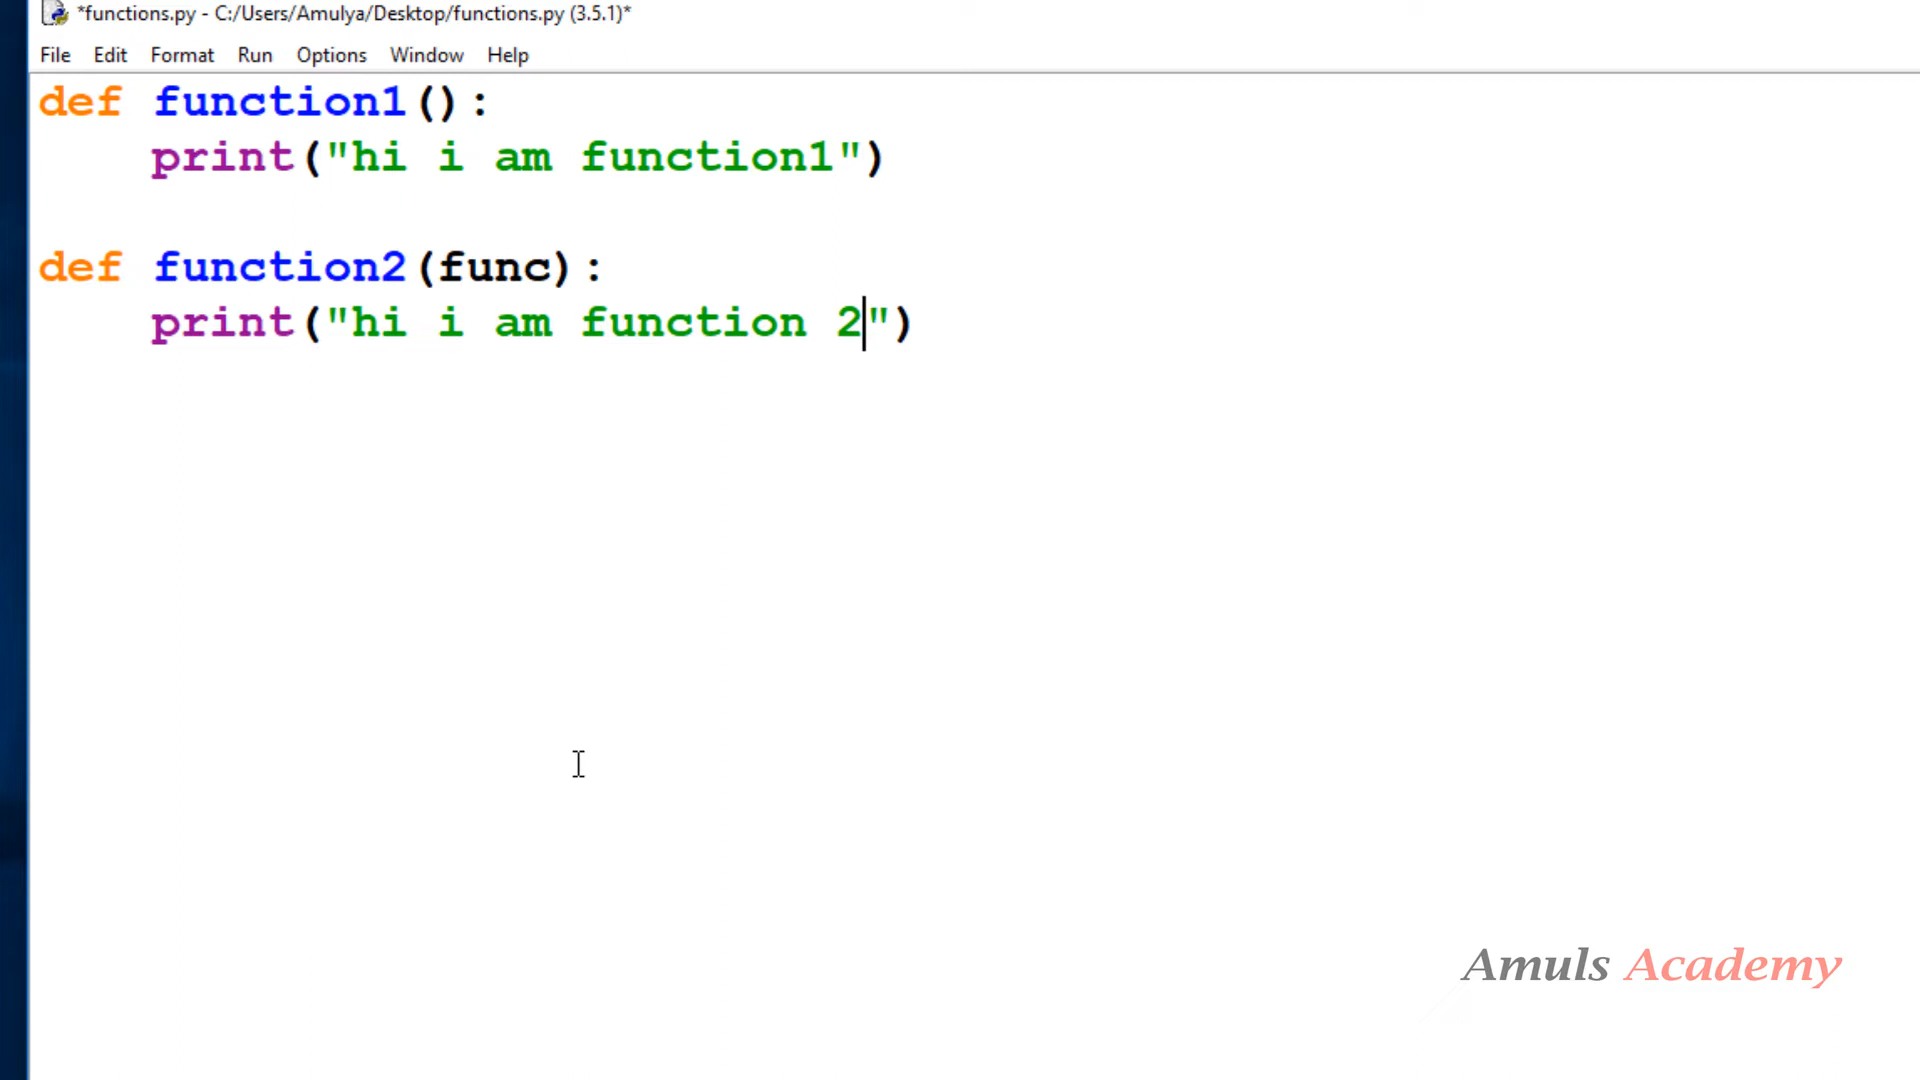 *functions.py - C:/Users/Amulya/Desktop/functions.py (3.5.1)*
File Edit Format Run Options Window Help
def function1():
    print("hi i am function1")
def function2(func):
    print("hi i am function 2")
Amuls Academy